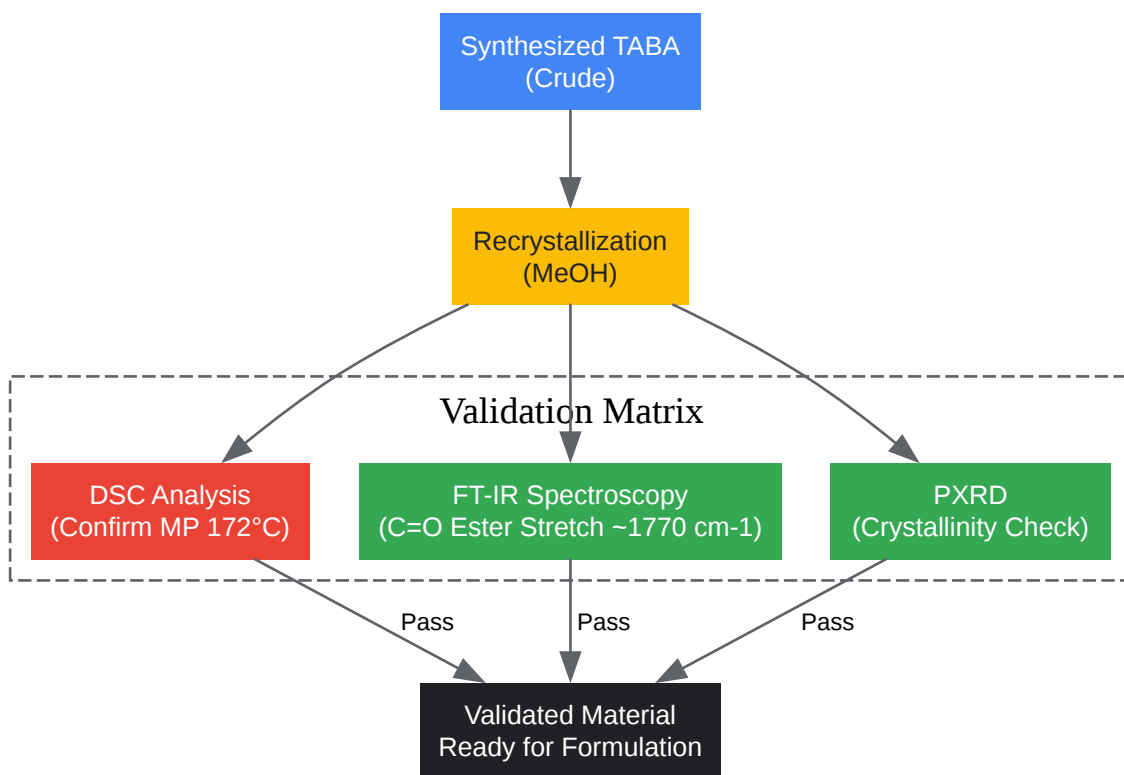 Synthesized TABA
(Crude)
Recrystallization
(MeOH)
Validation Matrix
DSC Analysis
(Confirm MP 172°C)
FT-IR Spectroscopy
(C=O Ester Stretch ~1770 cm-1)
PXRD
(Crystallinity Check)
Pass
Pass
Pass
Validated Material
Ready for Formulation